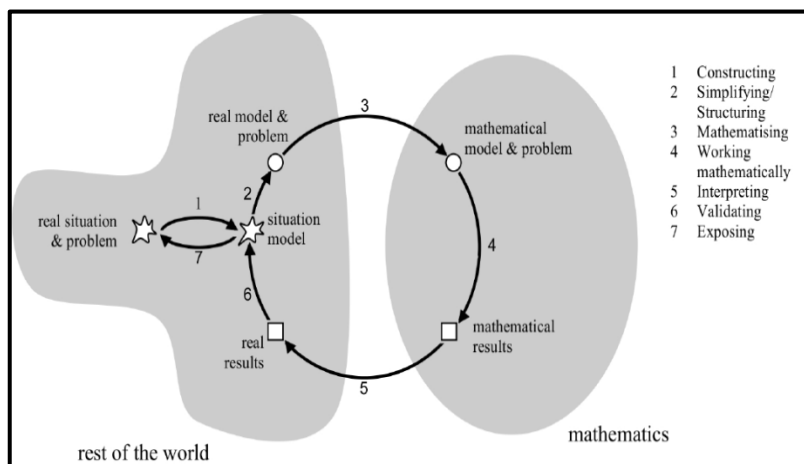 real model &
problem
3
mathematical
model & problem
1 Constructing
2 Simplifying/
Structuring
3 Mathematising
4 Working
mathematically
5 Interpreting
6 Validating
7 Exposing
2
1
real situation
& problem
situation
model
7
4
6
real
results
mathematical
results
5
rest of the world
mathematics